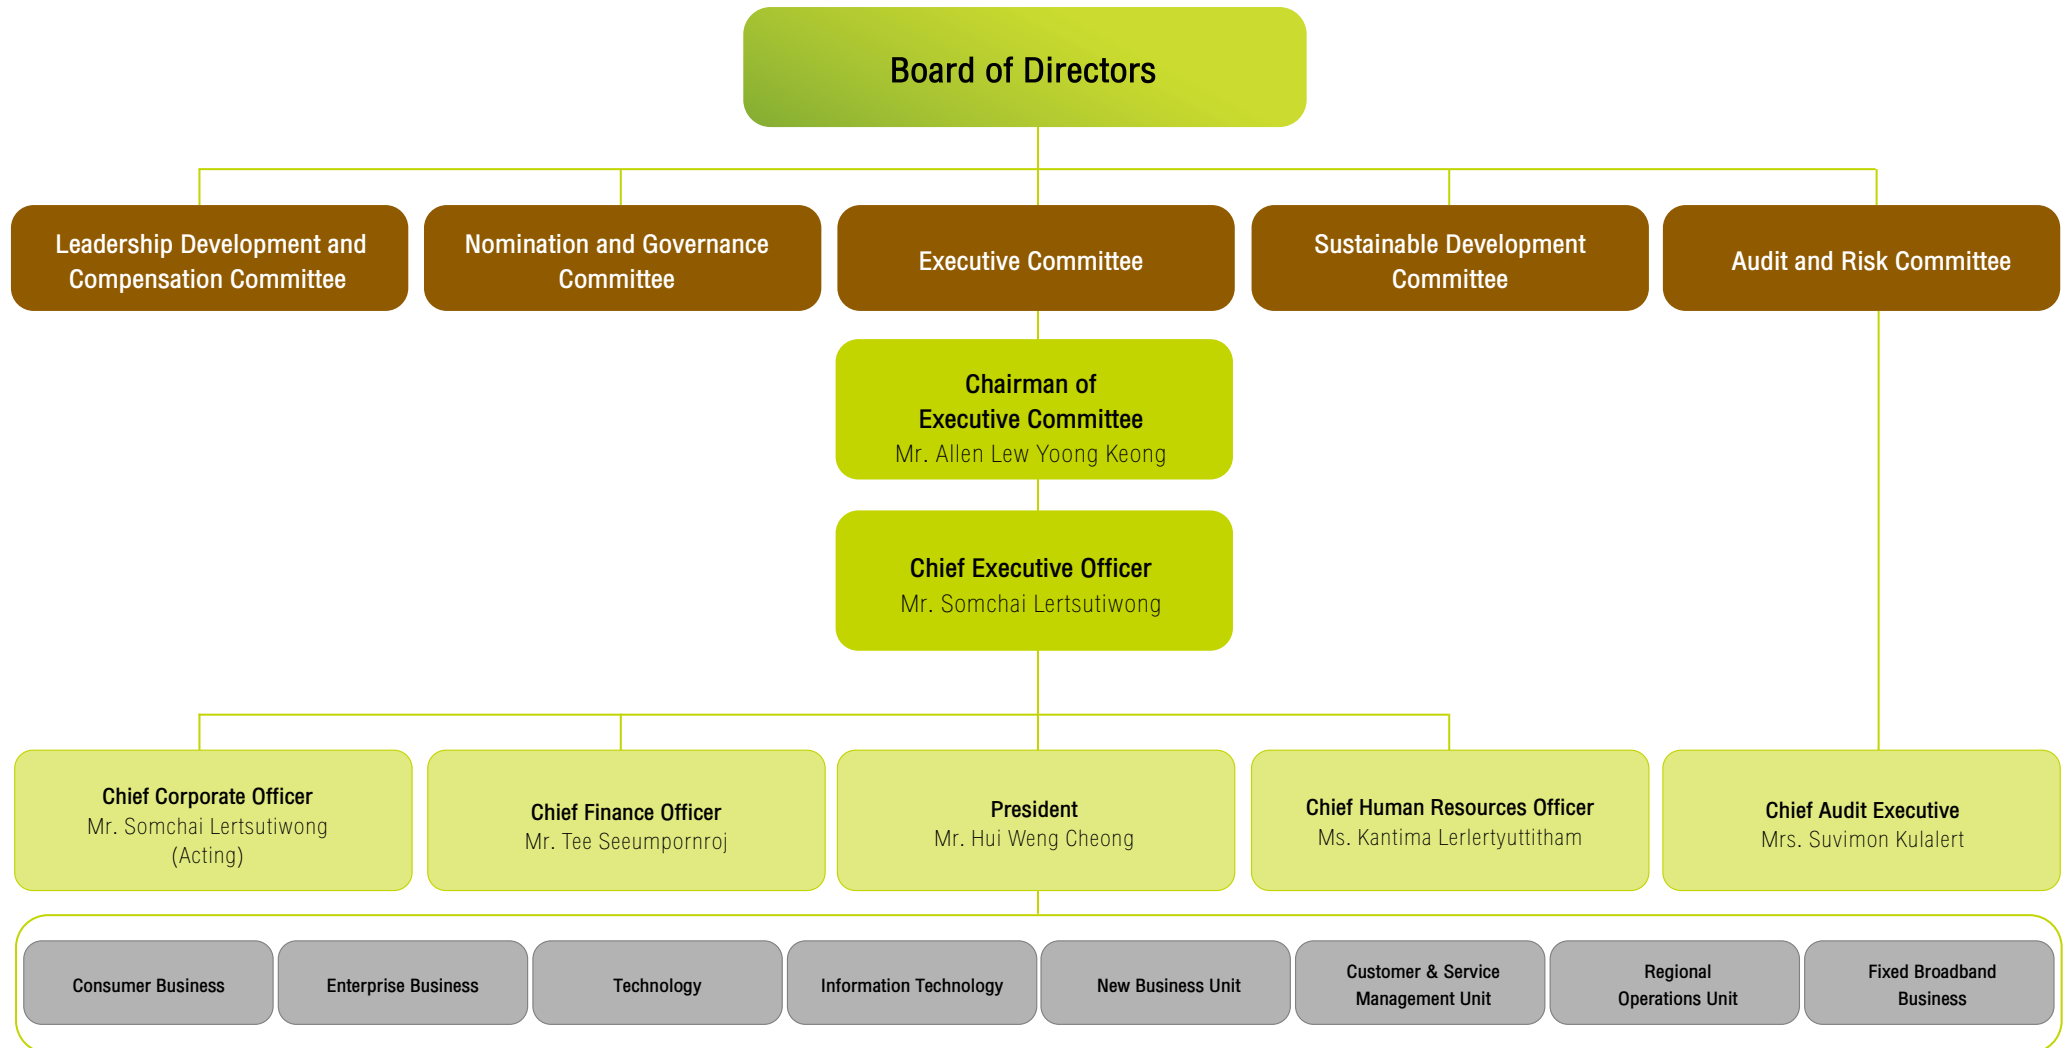 Board of Directors
Leadership Development and
Compensation Committee
Nomination and Governance
Committee
Executive Committee
Sustainable Development
Committee
Audit and Risk Committee
Chairman of
Executive Committee
Mr. Allen Lew Yoong Keong
Chief Executive Officer
Mr. Somchai Lertsutiwong
Chief Corporate Officer
Mr. Somchai Lertsutiwong
(Acting)
Chief Finance Officer
Mr. Tee Seeumpornroj
President
Mr. Hui Weng Cheong
Chief Human Resources Officer
Ms. Kantima Lerlertyuttitham
Chief Audit Executive
Mrs. Suvimon Kulalert
Consumer Business
Enterprise Business
Technology
Information Technology
New Business Unit
Customer & Service
Management Unit
Regional
Operations Unit
Fixed Broadband
Business